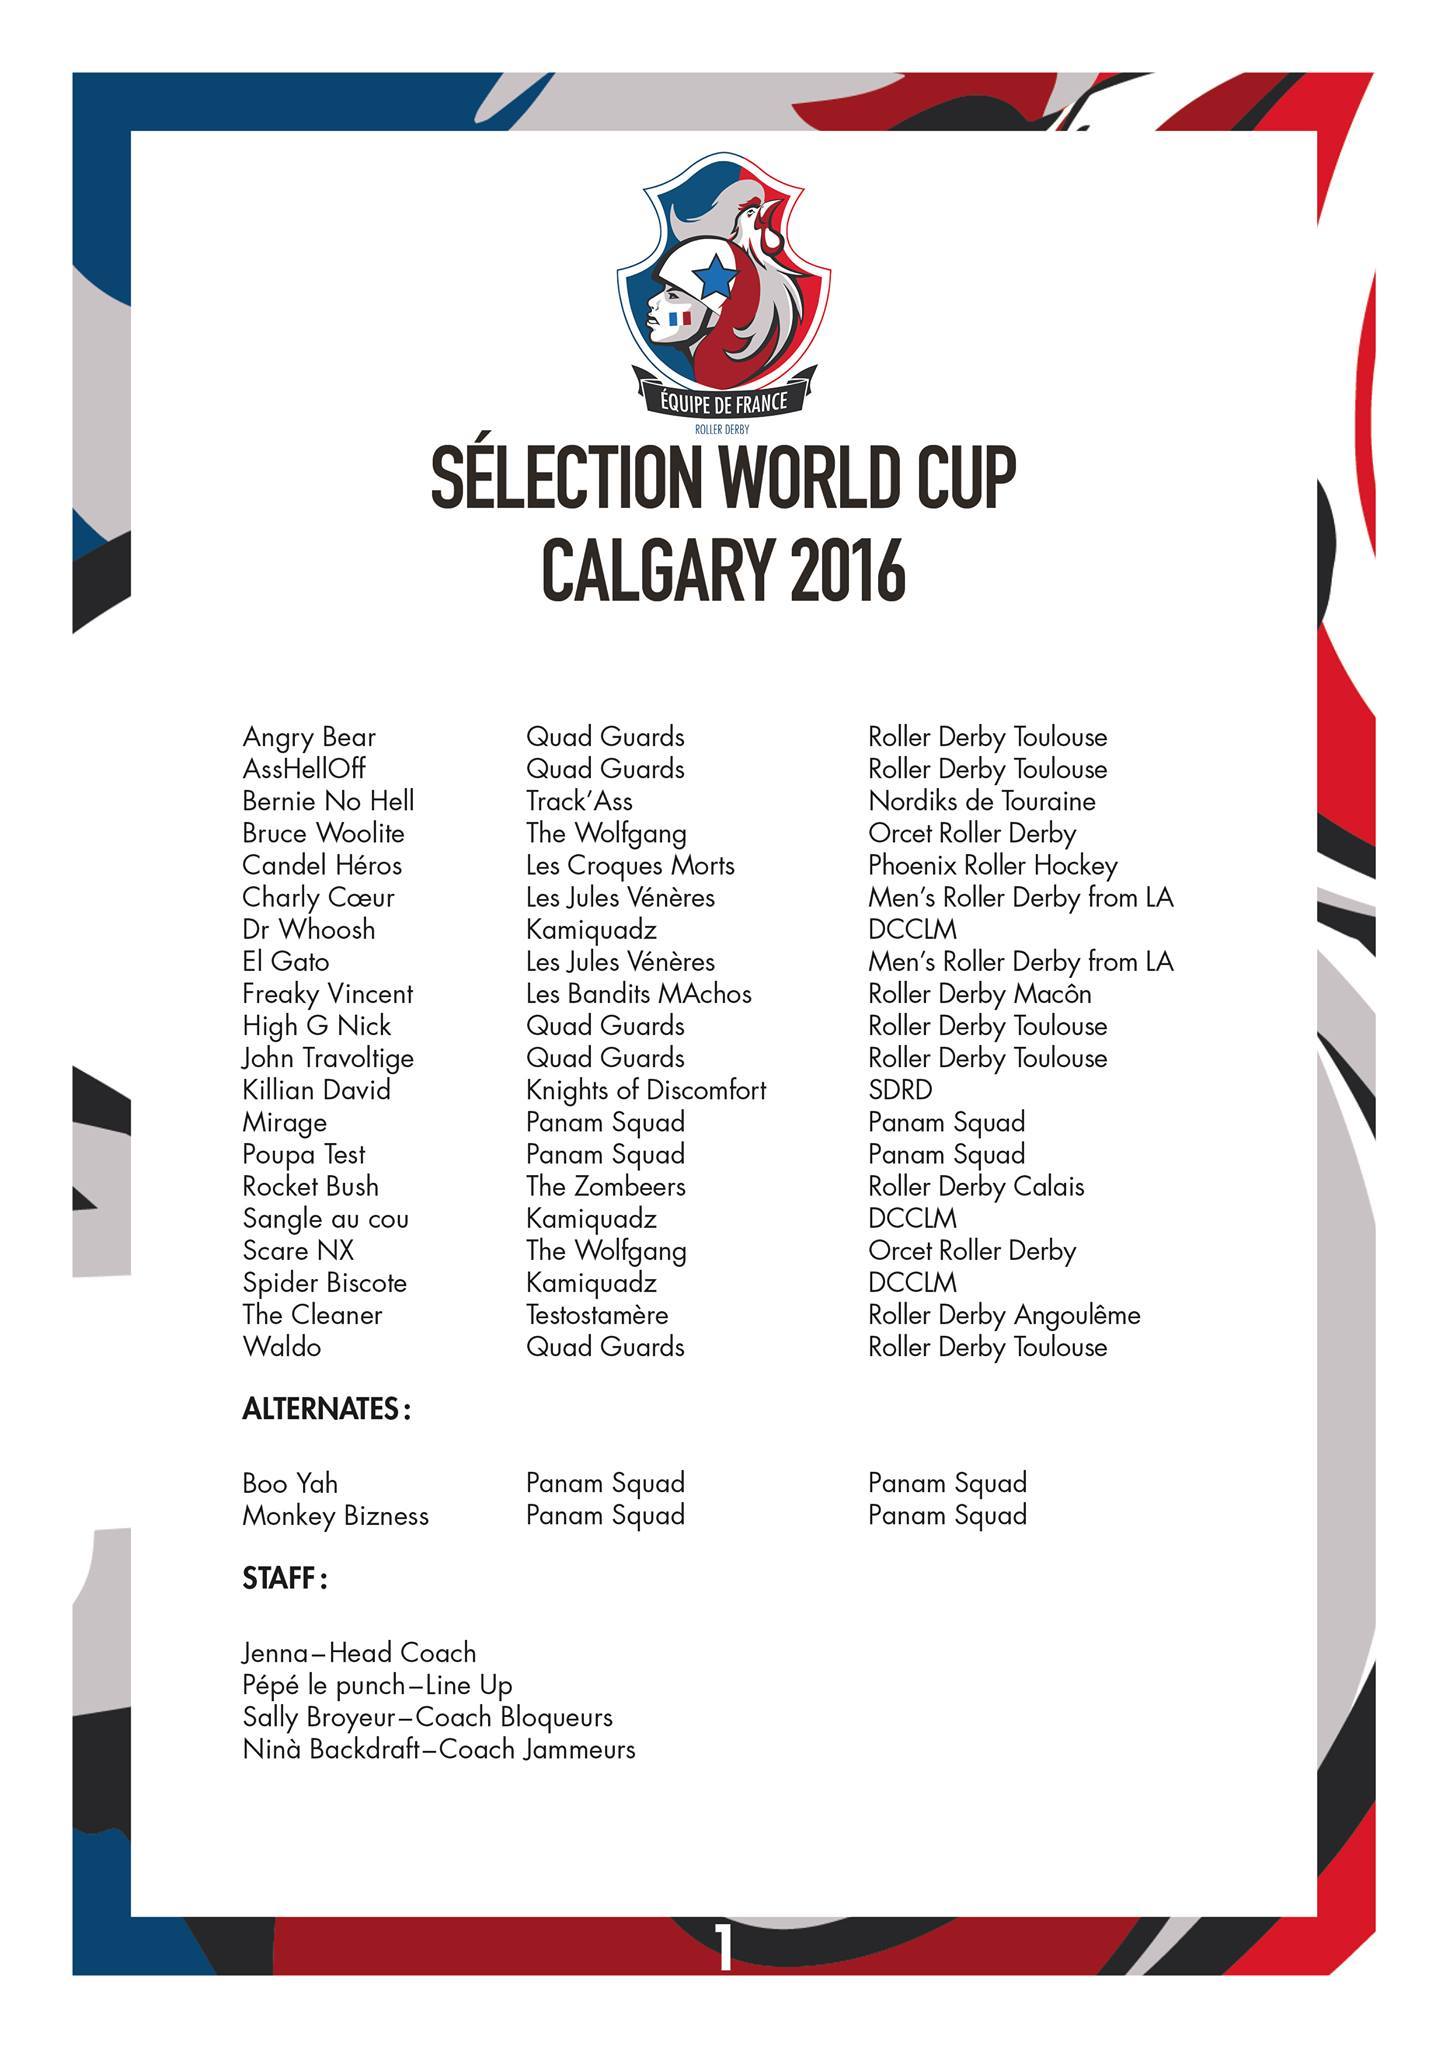 ÉQUIPE DE FRANCE
ROLLER DERBY
SÉLECTION WORLD CUP
CALGARY 2016
Angry Bear Quad Guards Roller Derby Toulouse
AssHellOff Quad Guards Roller Derby Toulouse
Bernie No Hell Track’Ass Nordiks de Touraine
Bruce Woolite The Wolfgang Orcet Roller Derby
Candel Héros Les Croques Morts Phoenix Roller Hockey
Charly Cœur Les Jules Vénères Men’s Roller Derby from LA
Dr Whoosh Kamiquadz DCCLM
El Gato Les Jules Vénères Men’s Roller Derby from LA
Freaky Vincent Les Bandits MAchos Roller Derby Macôn
High G Nick Quad Guards Roller Derby Toulouse
John Travoltige Quad Guards Roller Derby Toulouse
Killian David Knights of Discomfort SDRD
Mirage Panam Squad Panam Squad
Poupa Test Panam Squad Panam Squad
Rocket Bush The Zombeers Roller Derby Calais
Sangle au cou Kamiquadz DCCLM
Scare NX The Wolfgang Orcet Roller Derby
Spider Biscote Kamiquadz DCCLM
The Cleaner Testostamère Roller Derby Angoulême
Waldo Quad Guards Roller Derby Toulouse
ALTERNATES :
Boo Yah Panam Squad Panam Squad
Monkey Bizness Panam Squad Panam Squad
STAFF :
Jenna – Head Coach
Pépé le punch – Line Up
Sally Broyeur – Coach Bloqueurs
Ninà Backdraft – Coach Jammeurs
1